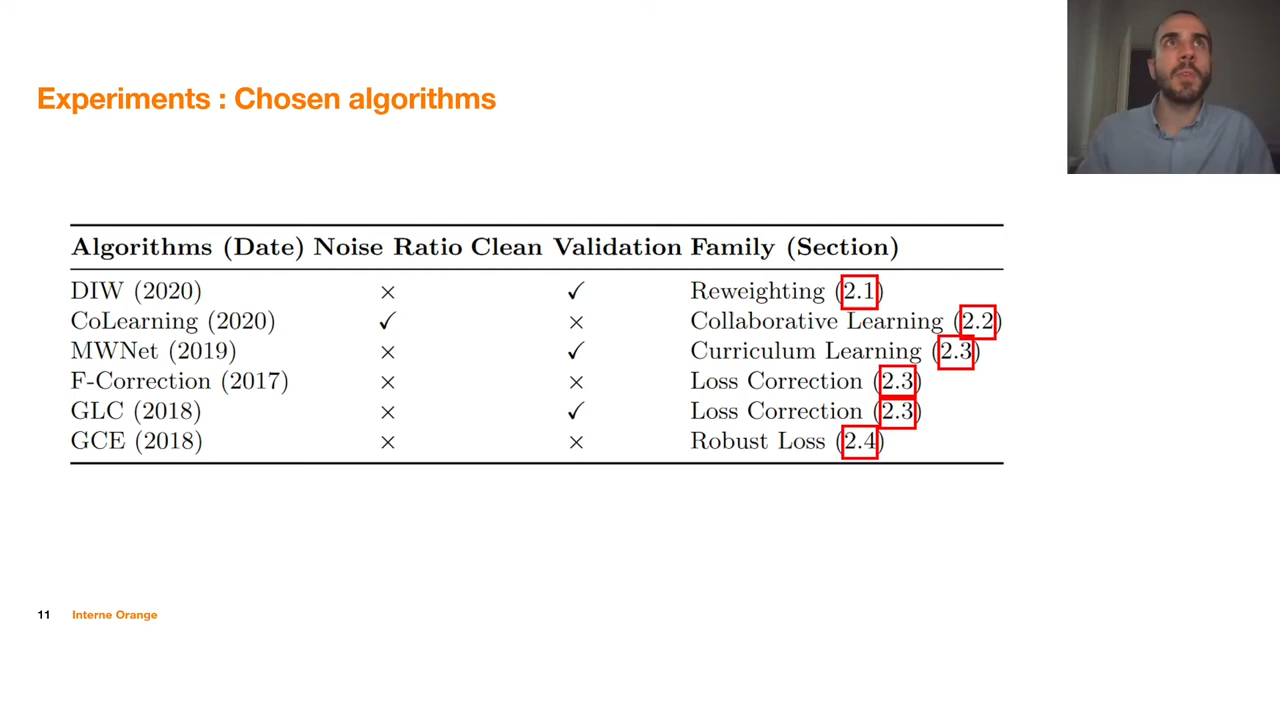 Experiments : Chosen algorithms
Algorithms (Date) Noise Ratio Clean Validation Family (Section)
DIW (2020) × ✓ Reweighting (2.1)
CoLearning (2020) ✓ × Collaborative Learning (2.2)
MWNet (2019) × ✓ Curriculum Learning (2.3)
F-Correction (2017) × × Loss Correction (2.3)
GLC (2018) × ✓ Loss Correction (2.3)
GCE (2018) × × Robust Loss (2.4)
11 Interne Orange